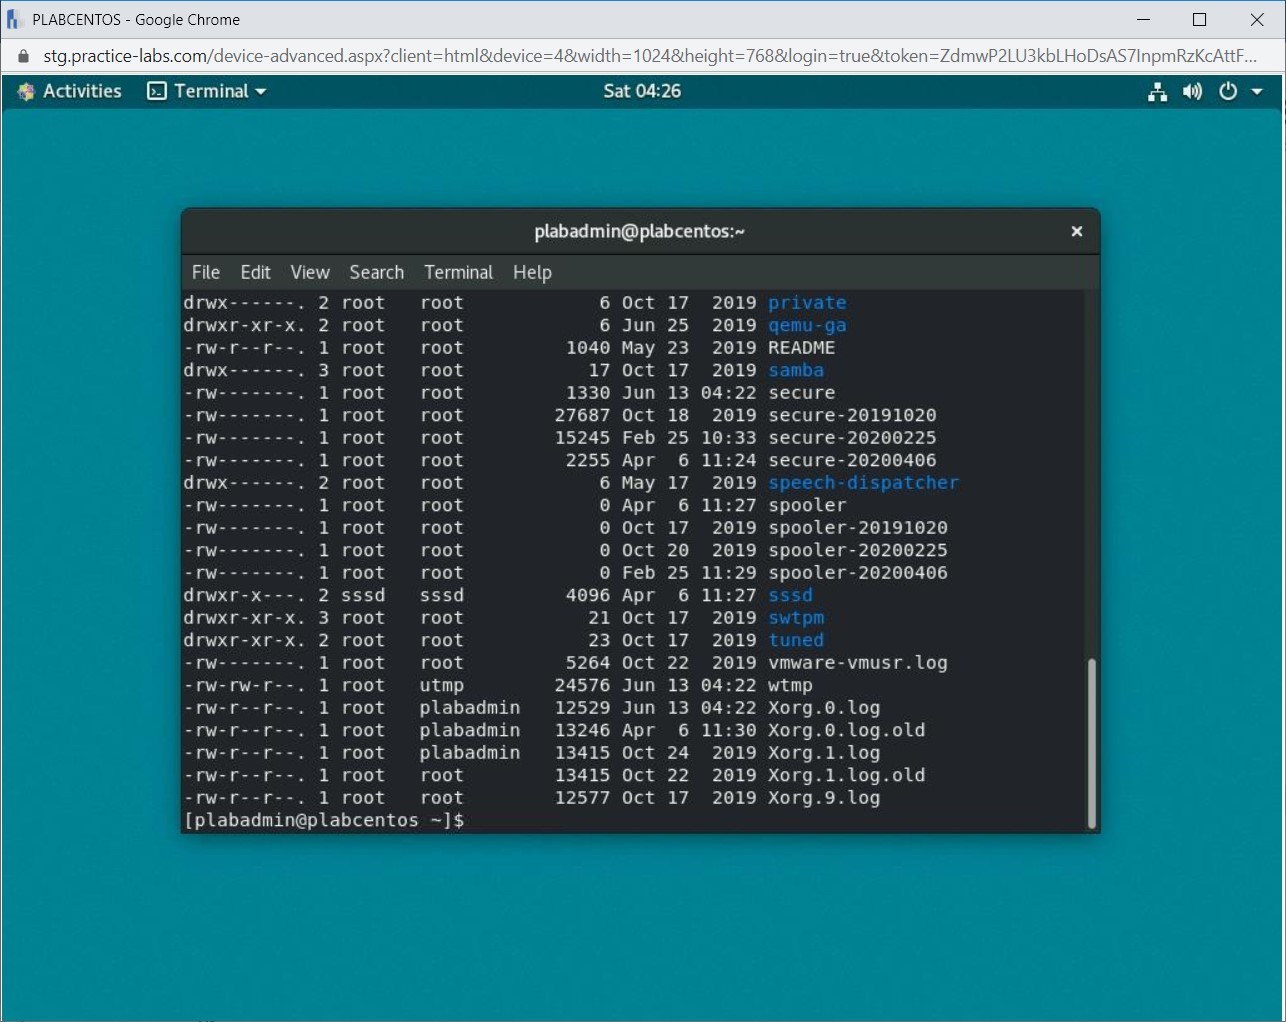 PLABCENTOS - Google Chrome
stg.practice-labs.com/device-advanced.aspx?client=html&device=4&width=1024&height=768&login=true&token=ZdmwP2LU3kbLHoDsAS7InpmRzKcAttF...
Activities Terminal Sat 04:26
plabadmin@plabcentos:~
File Edit View Search Terminal Help
drwx------. 2 root   root          6 Oct 17  2019 private
drwxr-xr-x. 2 root   root          6 Jun 25  2019 qemu-ga
-rw-r--r--. 1 root   root       1040 May 23  2019 README
drwx------. 3 root   root         17 Oct 17  2019 samba
-rw-------. 1 root   root       1330 Jun 13 04:22 secure
-rw-------. 1 root   root      27687 Oct 18  2019 secure-20191020
-rw-------. 1 root   root      15245 Feb 25 10:33 secure-20200225
-rw-------. 1 root   root       2255 Apr  6 11:24 secure-20200406
drwx------. 2 root   root          6 May 17  2019 speech-dispatcher
-rw-------. 1 root   root          0 Apr  6 11:27 spooler
-rw-------. 1 root   root          0 Oct 17  2019 spooler-20191020
-rw-------. 1 root   root          0 Oct 20  2019 spooler-20200225
-rw-------. 1 root   root          0 Feb 25 11:29 spooler-20200406
drwxr-x---. 2 sssd   sssd       4096 Apr  6 11:27 sssd
drwxr-xr-x. 3 root   root         21 Oct 17  2019 swtpm
drwxr-xr-x. 2 root   root         23 Oct 17  2019 tuned
-rw-------. 1 root   root       5264 Oct 22  2019 vmware-vmusr.log
-rw-rw-r--. 1 root   utmp      24576 Jun 13 04:22 wtmp
-rw-r--r--. 1 root   plabadmin 12529 Jun 13 04:22 Xorg.0.log
-rw-r--r--. 1 root   plabadmin 13246 Apr  6 11:30 Xorg.0.log.old
-rw-r--r--. 1 root   plabadmin 13415 Oct 24  2019 Xorg.1.log
-rw-r--r--. 1 root   root      13415 Oct 22  2019 Xorg.1.log.old
-rw-r--r--. 1 root   root      12577 Oct 17  2019 Xorg.9.log
[plabadmin@plabcentos ~]$